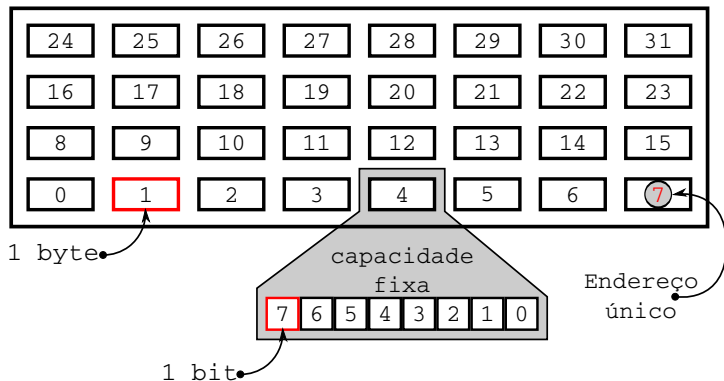 24 25 26 27 28 29 30 31
16 17 18 19 20 21 22 23
8 9 10 11 12 13 14 15
0 1 2 3 4 5 6 7
1 byte
capacidade
fixa
Endereço
único
7 6 5 4 3 2 1 0
1 bit